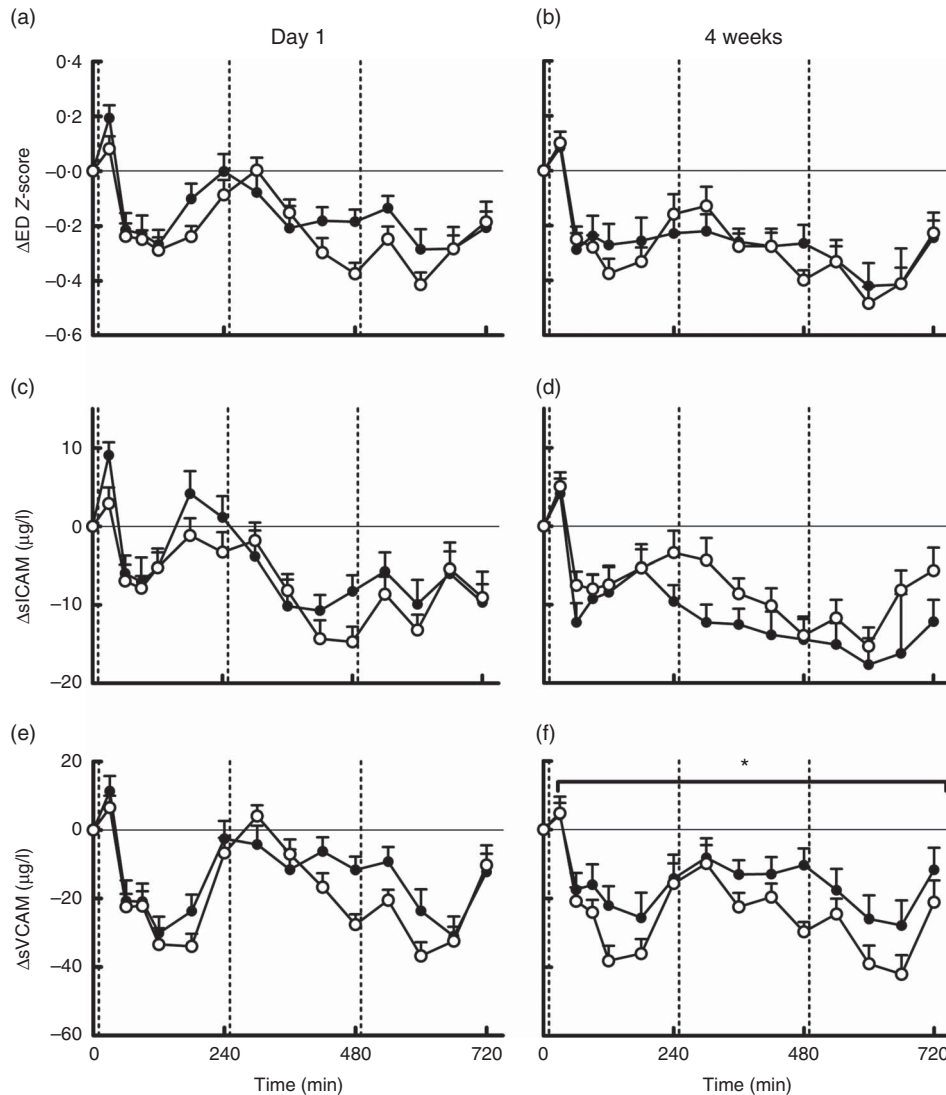 (a)
Day 1
(b)
4 weeks
ΔED Z-score
0·4
0·2
−0·0
−0·2
−0·4
−0·6
(c)
(d)
ΔsICAM (µg/l)
10
0
−10
−20
(e)
(f)
ΔsVCAM (µg/l)
20
0
−20
−40
−60
*
0
240
480
720
0
240
480
720
Time (min)
Time (min)